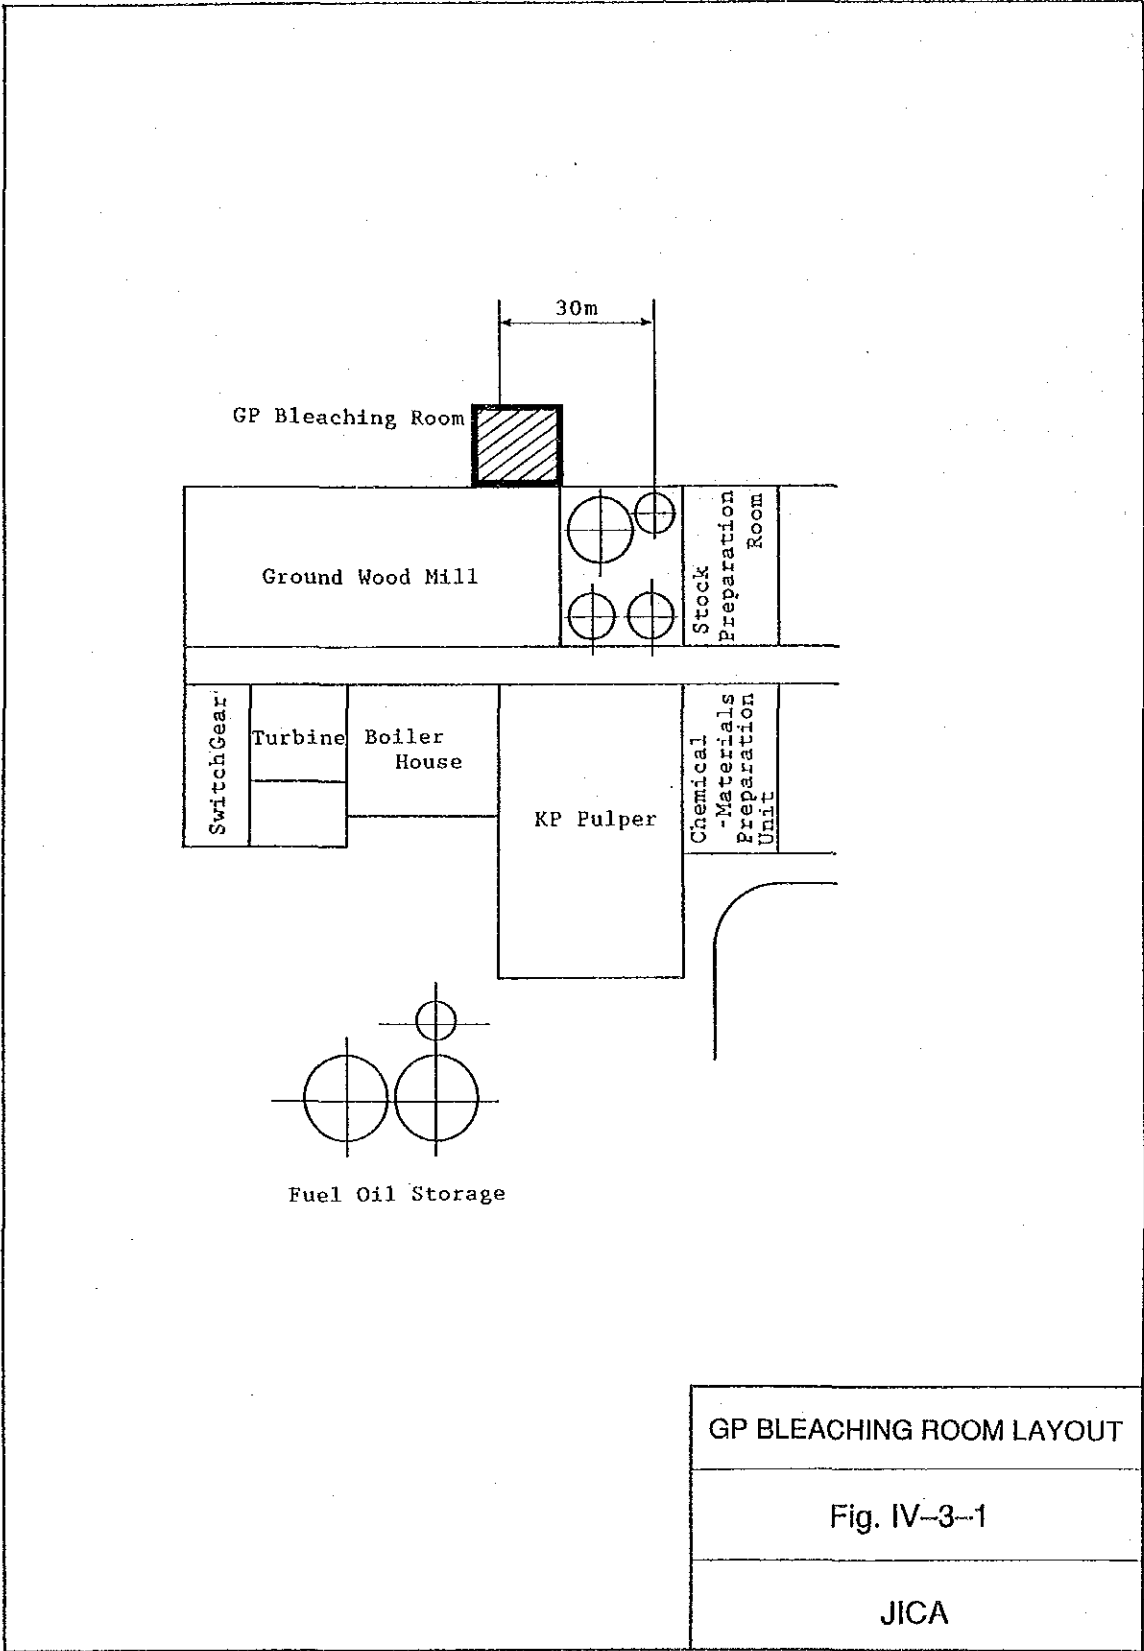 30m
GP Bleaching Room
Ground Wood Mill
Stock
Preparation
Room
SwitchGear
Turbine
Boiler
House
KP Pulper
Chemical
-Materials
Preparation
Unit
Fuel Oil Storage
GP BLEACHING ROOM LAYOUT
Fig. IV-3-1
JICA